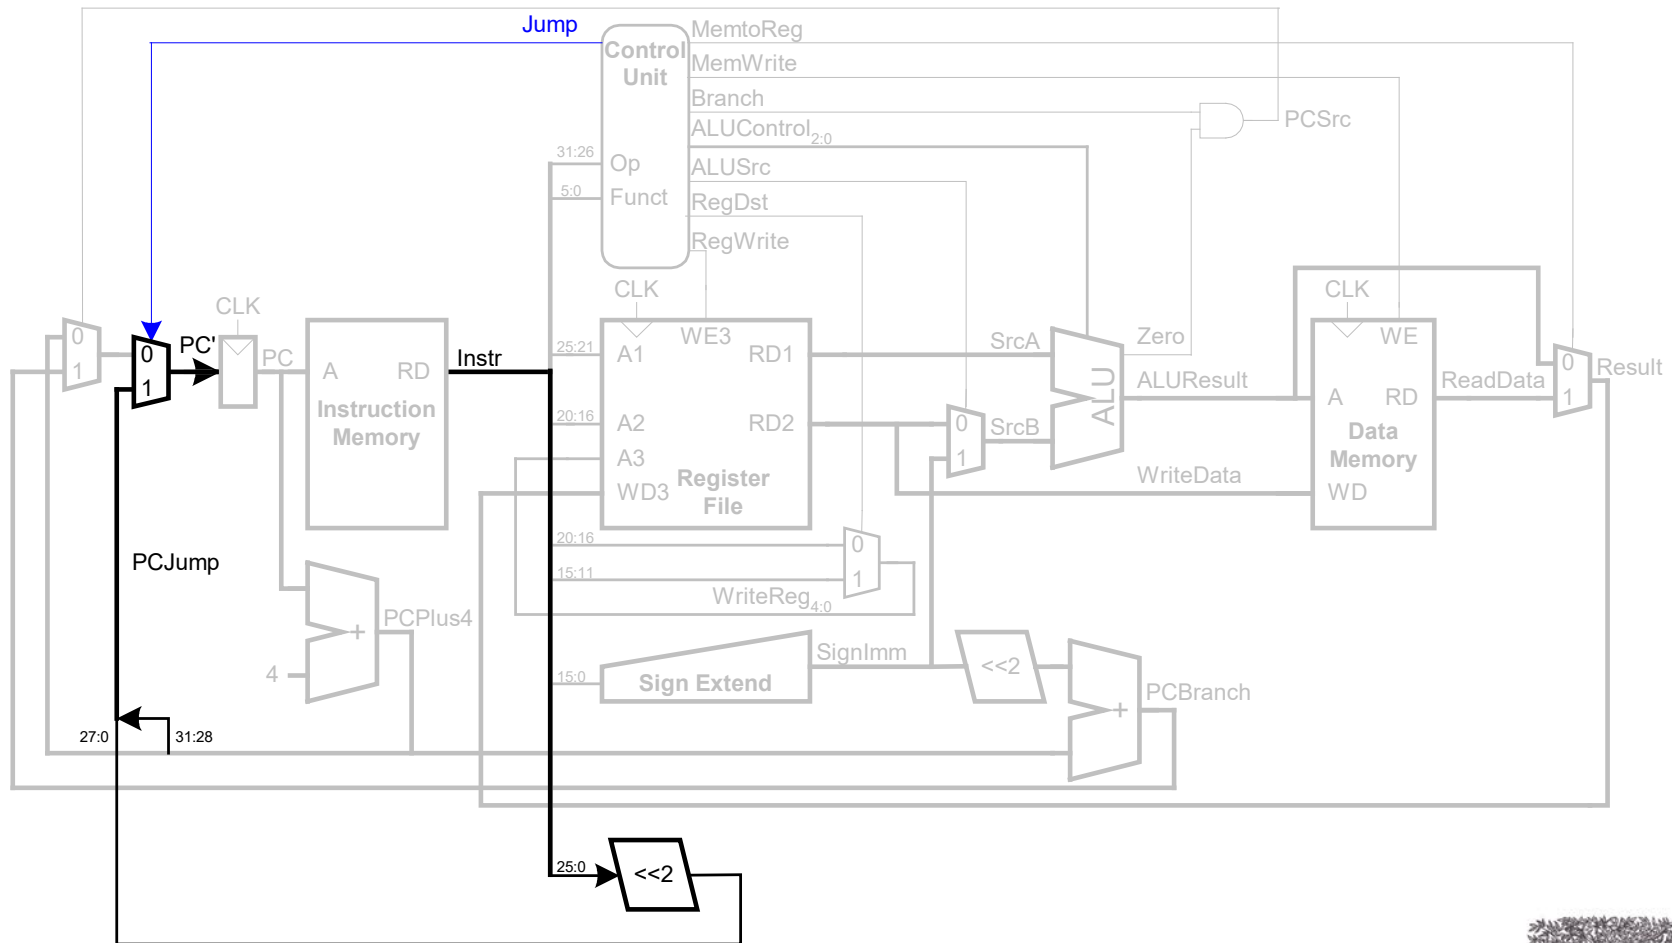 Jump
MemtoReg
Control
Unit
MemWrite
Branch
ALUControl2:0
PCSrc
31:26
Op
ALUSrc
5:0
Funct
RegDst
RegWrite
CLK
CLK
CLK
0
1
0
1
PC'
PC
A
RD
Instruction
Memory
Instr
25:21
A1
WE3
RD1
20:16
A2
RD2
A3
WD3
Register
File
SrcA
0
1
SrcB
ALU
Zero
ALUResult
WriteData
WE
A
RD
Data
Memory
WD
ReadData
0
1
Result
20:16
0
15:11
1
WriteReg4:0
PCJump
PCPlus4
+
4
15:0
Sign Extend
SignImm
<<2
+
PCBranch
27:0
31:28
25:0
<<2